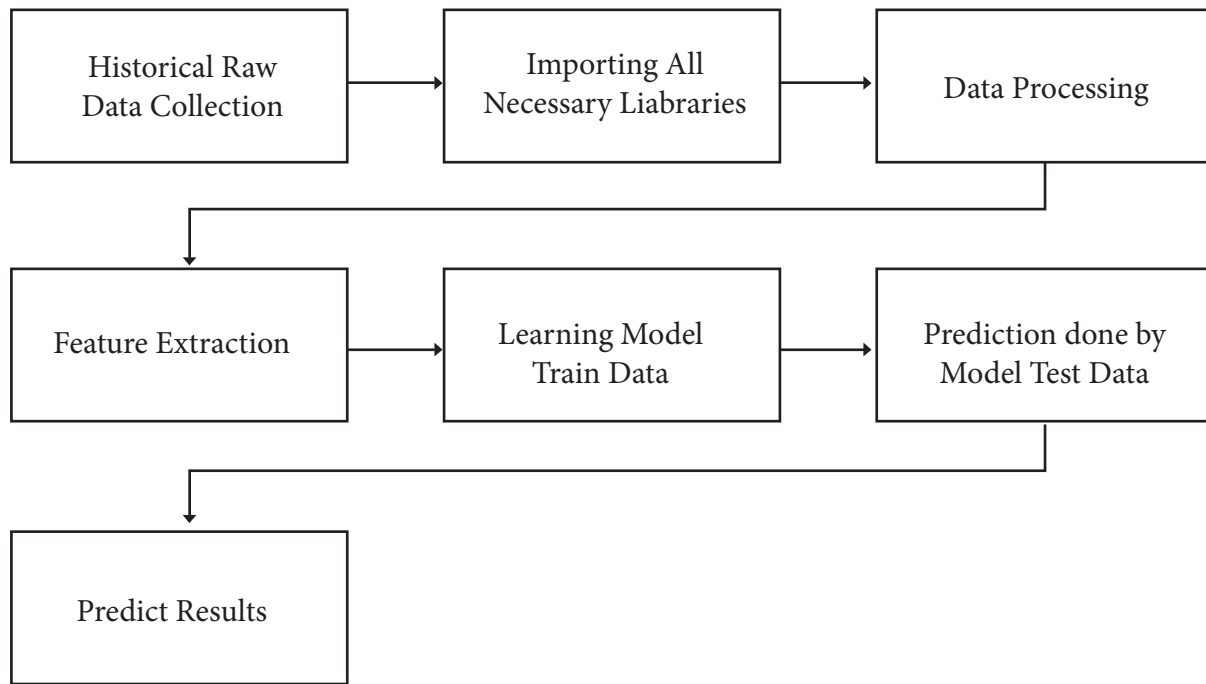 Historical Raw
Data Collection
Importing All
Necessary Liabraries
Data Processing
Feature Extraction
Learning Model
Train Data
Prediction done by
Model Test Data
Predict Results